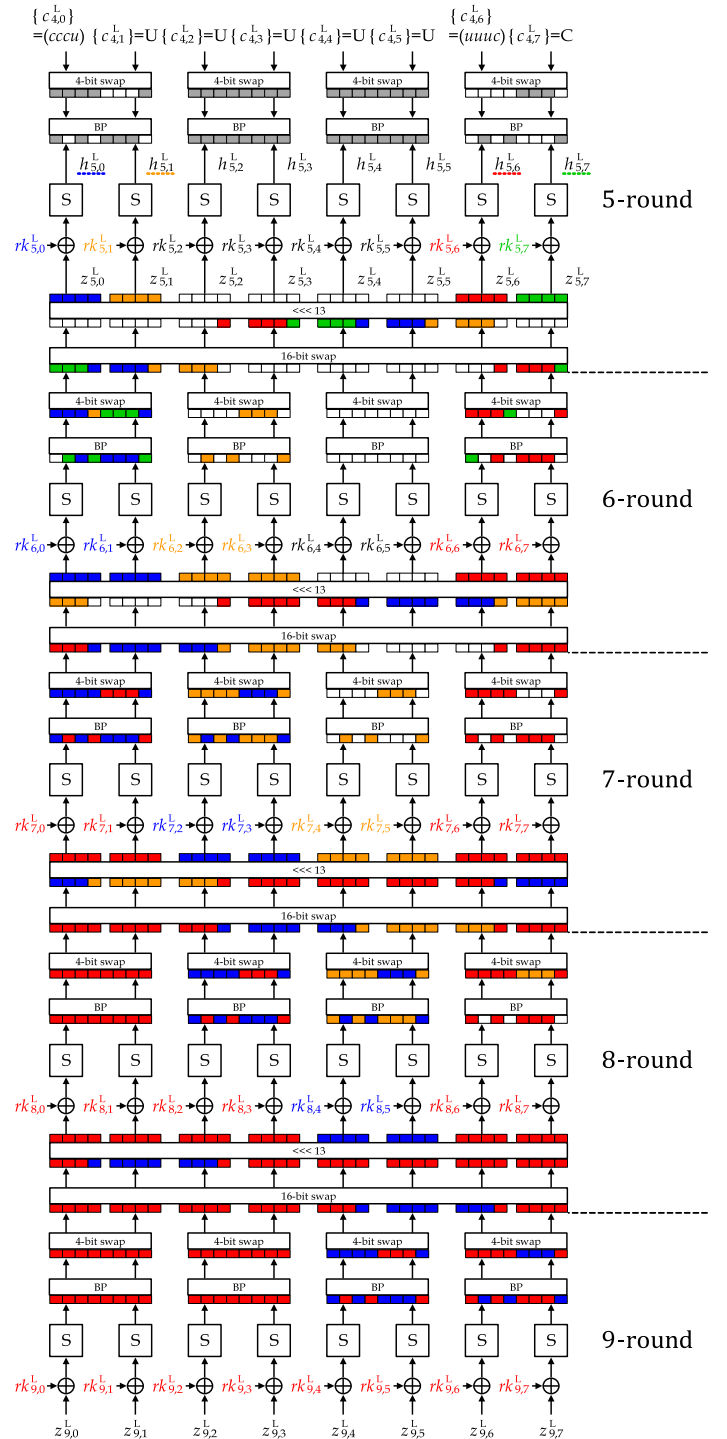 { c^L_{4,0} } { c^L_{4,6} }
=(cccu) { c^L_{4,1} }=U { c^L_{4,2} }=U { c^L_{4,3} }=U { c^L_{4,4} }=U { c^L_{4,5} }=U =(uuuc) { c^L_{4,7} }=C
4-bit swap 4-bit swap 4-bit swap 4-bit swap
BP BP BP BP
h^L_{5,0} h^L_{5,1} h^L_{5,2} h^L_{5,3} h^L_{5,4} h^L_{5,5} h^L_{5,6} h^L_{5,7}
S S S S S S S S 5-round
rk^L_{5,0} rk^L_{5,1} rk^L_{5,2} rk^L_{5,3} rk^L_{5,4} rk^L_{5,5} rk^L_{5,6} rk^L_{5,7}
z^L_{5,0} z^L_{5,1} z^L_{5,2} z^L_{5,3} z^L_{5,4} z^L_{5,5} z^L_{5,6} z^L_{5,7}
<<< 13
16-bit swap
4-bit swap 4-bit swap 4-bit swap 4-bit swap
BP BP BP BP
S S S S S S S S 6-round
rk^L_{6,0} rk^L_{6,1} rk^L_{6,2} rk^L_{6,3} rk^L_{6,4} rk^L_{6,5} rk^L_{6,6} rk^L_{6,7}
<<< 13
16-bit swap
4-bit swap 4-bit swap 4-bit swap 4-bit swap
BP BP BP BP
S S S S S S S S 7-round
rk^L_{7,0} rk^L_{7,1} rk^L_{7,2} rk^L_{7,3} rk^L_{7,4} rk^L_{7,5} rk^L_{7,6} rk^L_{7,7}
<<< 13
16-bit swap
4-bit swap 4-bit swap 4-bit swap 4-bit swap
BP BP BP BP
S S S S S S S S 8-round
rk^L_{8,0} rk^L_{8,1} rk^L_{8,2} rk^L_{8,3} rk^L_{8,4} rk^L_{8,5} rk^L_{8,6} rk^L_{8,7}
<<< 13
16-bit swap
4-bit swap 4-bit swap 4-bit swap 4-bit swap
BP BP BP BP
S S S S S S S S 9-round
rk^L_{9,0} rk^L_{9,1} rk^L_{9,2} rk^L_{9,3} rk^L_{9,4} rk^L_{9,5} rk^L_{9,6} rk^L_{9,7}
z^L_{9,0} z^L_{9,1} z^L_{9,2} z^L_{9,3} z^L_{9,4} z^L_{9,5} z^L_{9,6} z^L_{9,7}